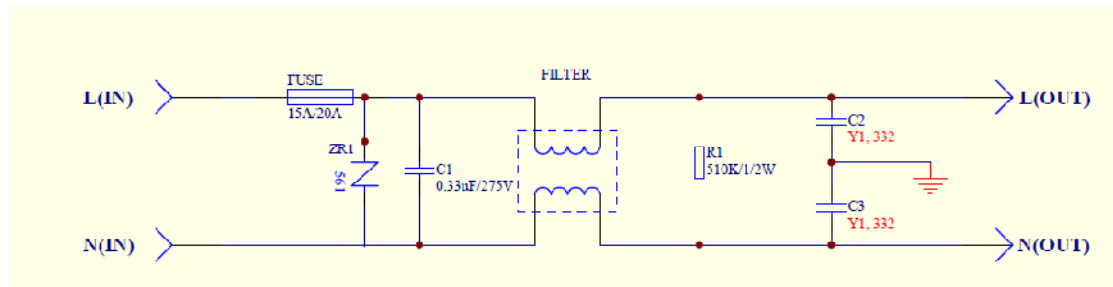 FUSE
FILTER
L(IN)
L(OUT)
15A/20A
C2
Y1, 332
ZR1
561
C1
0.33uF/275V
R1
510K/1/2W
C3
Y1, 332
N(IN)
N(OUT)